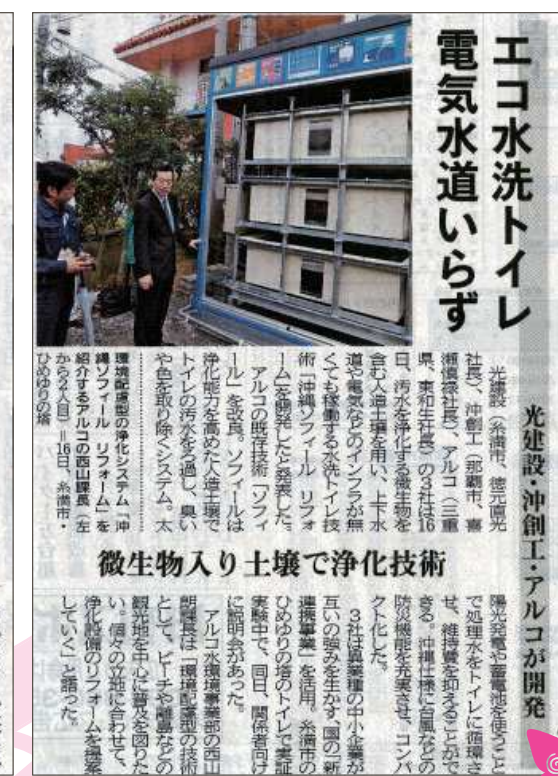 エコ水洗トイレ
電気水道いらず
光建設・沖創工・アルコが開発
光建設（糸満市、徳元直光
社長）、沖創工（那覇市、喜
瀬慎禄社長）、アルコ（三重
県、東和生社長）の3社は16
日、汚水を浄化する微生物を
含む人造土壌を用い、上下水
道や電気などのインフラが無
くても稼働する水洗トイレ技
術「沖縄ソフィール リフォ
ーム」を開発したと発表した。
アルコの既存技術「ソフィ
ール」を改良。ソフィールは
浄化能力を高めた人造土壌で
トイレの汚水をろ過し、臭い
や色を取り除くシステム。太
環境配慮型の浄化システム「沖
縄ソフィール リフォーム」を
紹介するアルコの西山課長（左
から2人目）＝16日、糸満市・
ひめゆりの塔
微生物入り土壌で浄化技術
陽光発電や蓄電池を使うこと
で処理水をトイレに循環さ
せ、維持費を抑えることがで
きる。沖縄仕様に台風などの
防災機能を充実させ、コンパ
クト化した。
3社は異業種の中小企業が
互いの強みを生かす、国の「新
連携事業」を活用。糸満市の
ひめゆりの塔のトイレで実証
実験中で、同日、関係者向け
に説明会があった。
アルコ水環境事業部の西山
朗課長は「環境配慮型の技術
として、ビーチや離島などの
観光地を中心に普及を図りた
い。個々の立地に合わせて、
浄化設備のリフォームを提案
していく」と語った。